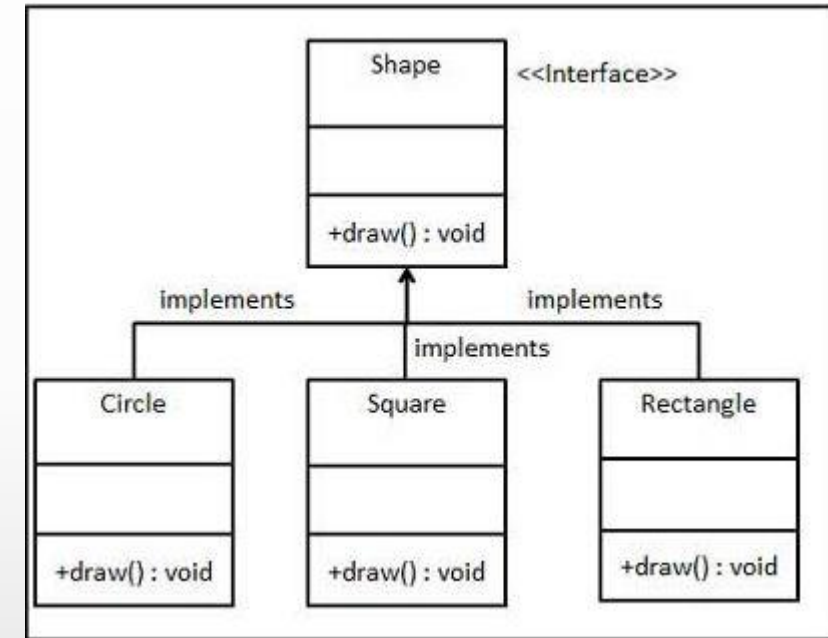 Shape
<<Interface>>
+draw() : void
implements
implements
implements
Circle
Square
Rectangle
+draw() : void
+draw() : void
+draw() : void